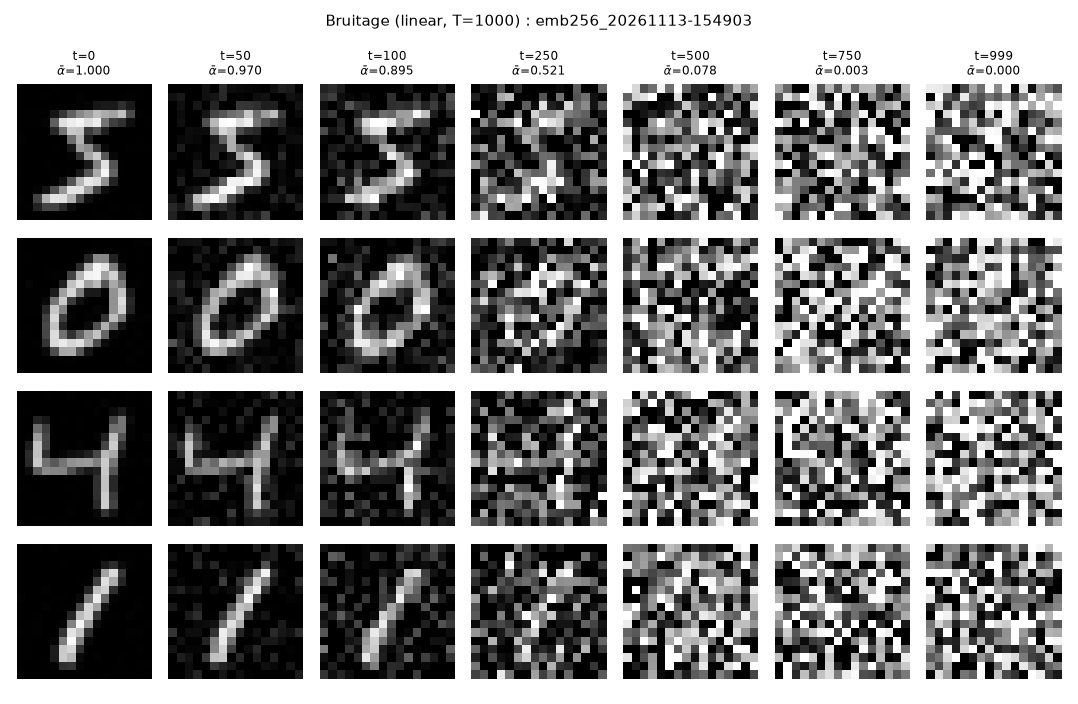 Bruitage (linear, T=1000) : emb256_20261113-154903
t=0 t=50 t=100 t=250 t=500 t=750 t=999
ᾱ=1.000 ᾱ=0.970 ᾱ=0.895 ᾱ=0.521 ᾱ=0.078 ᾱ=0.003 ᾱ=0.000